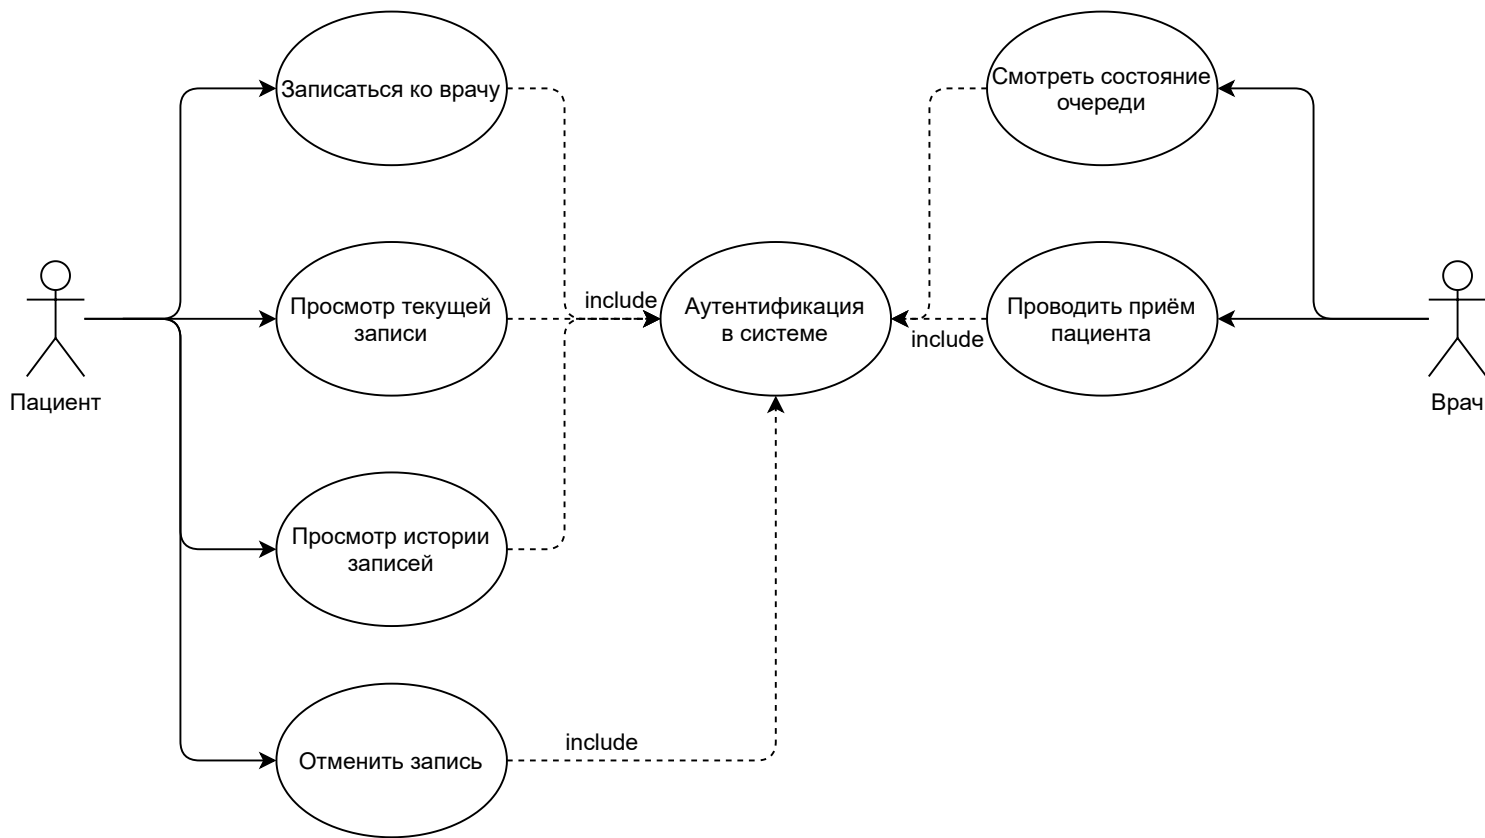 Записаться ко врачу
Смотреть состояние
очереди
Просмотр текущей
записи
include
Аутентификация
в системе
include
Проводить приём
пациента
Пациент
Врач
Просмотр истории
записей
include
Отменить запись